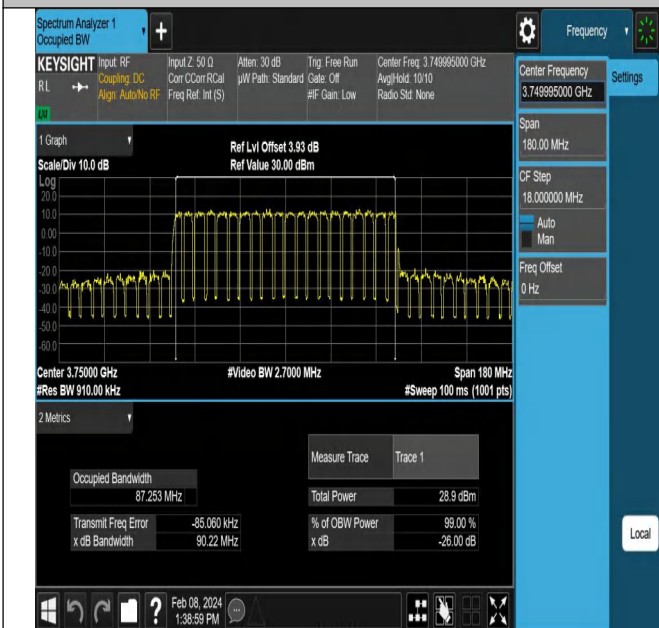 Spectrum Analyzer 1
Occupied BW
Frequency
KEYSIGHT
RL
Input: RF
Coupling: DC
Align: Auto/No RF
Input Z: 50 Ω
Corr CCorr RCal
Freq Ref: Int (S)
Atten: 30 dB
µW Path: Standard
Trig: Free Run
Gate: Off
#IF Gain: Low
Center Freq: 3.749995000 GHz
Avg|Hold: 10/10
Radio Std: None
Center Frequency
3.749995000 GHz
Settings
Span
180.00 MHz
CF Step
18.000000 MHz
Auto
Man
Freq Offset
0 Hz
1 Graph
Scale/Div 10.0 dB
Ref Lvl Offset 3.93 dB
Ref Value 30.00 dBm
Log
20.0
10.0
0.00
-10.0
-20.0
-30.0
-40.0
-50.0
-60.0
Center 3.75000 GHz
#Video BW 2.7000 MHz
Span 180 MHz
#Res BW 910.00 kHz
#Sweep 100 ms (1001 pts)
2 Metrics
Measure Trace
Trace 1
Occupied Bandwidth
87.253 MHz
Total Power
28.9 dBm
Transmit Freq Error
-85.060 kHz
% of OBW Power
99.00 %
x dB Bandwidth
90.22 MHz
x dB
-26.00 dB
Local
Feb 08, 2024
1:38:59 PM